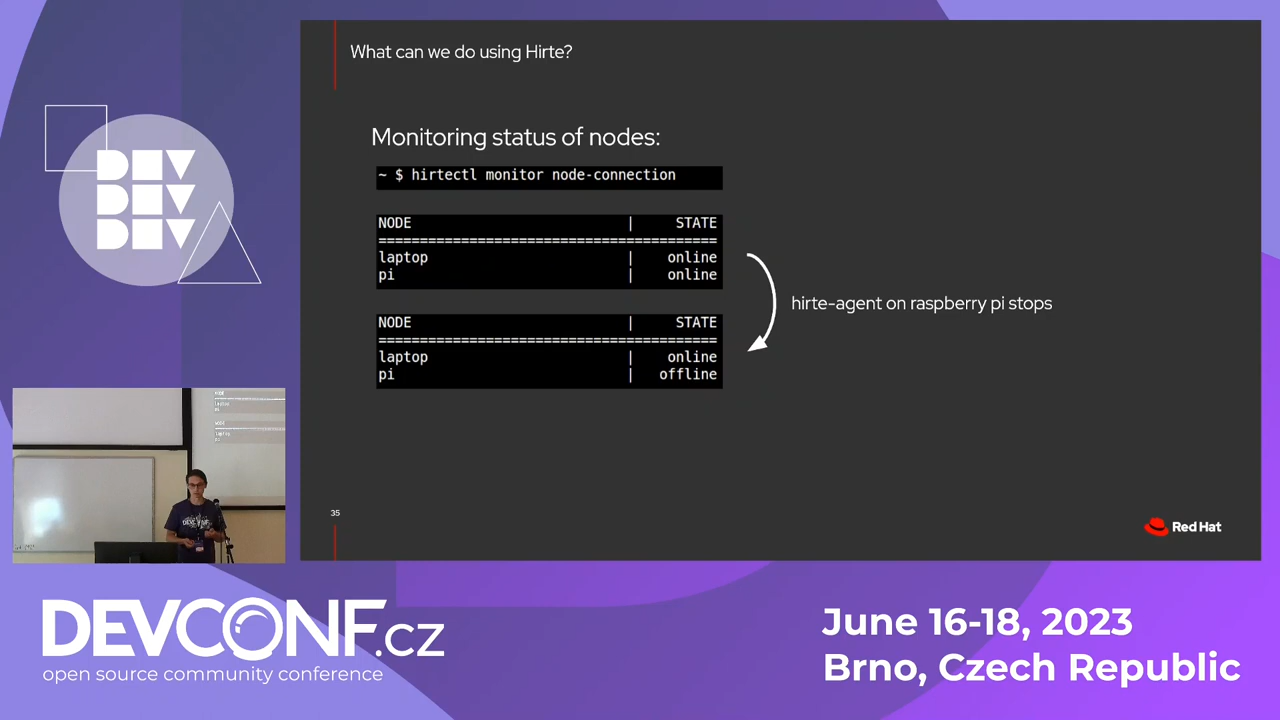 What can we do using Hirte?
Monitoring status of nodes:
~ $ hirtectl monitor node-connection
NODE | STATE
=========================================
laptop | online
pi | online
hirte-agent on raspberry pi stops
NODE | STATE
=========================================
laptop | online
pi | offline
35
Red Hat
DEV
DEV
DEV
DEVCONF.cz
open source community conference
June 16-18, 2023
Brno, Czech Republic